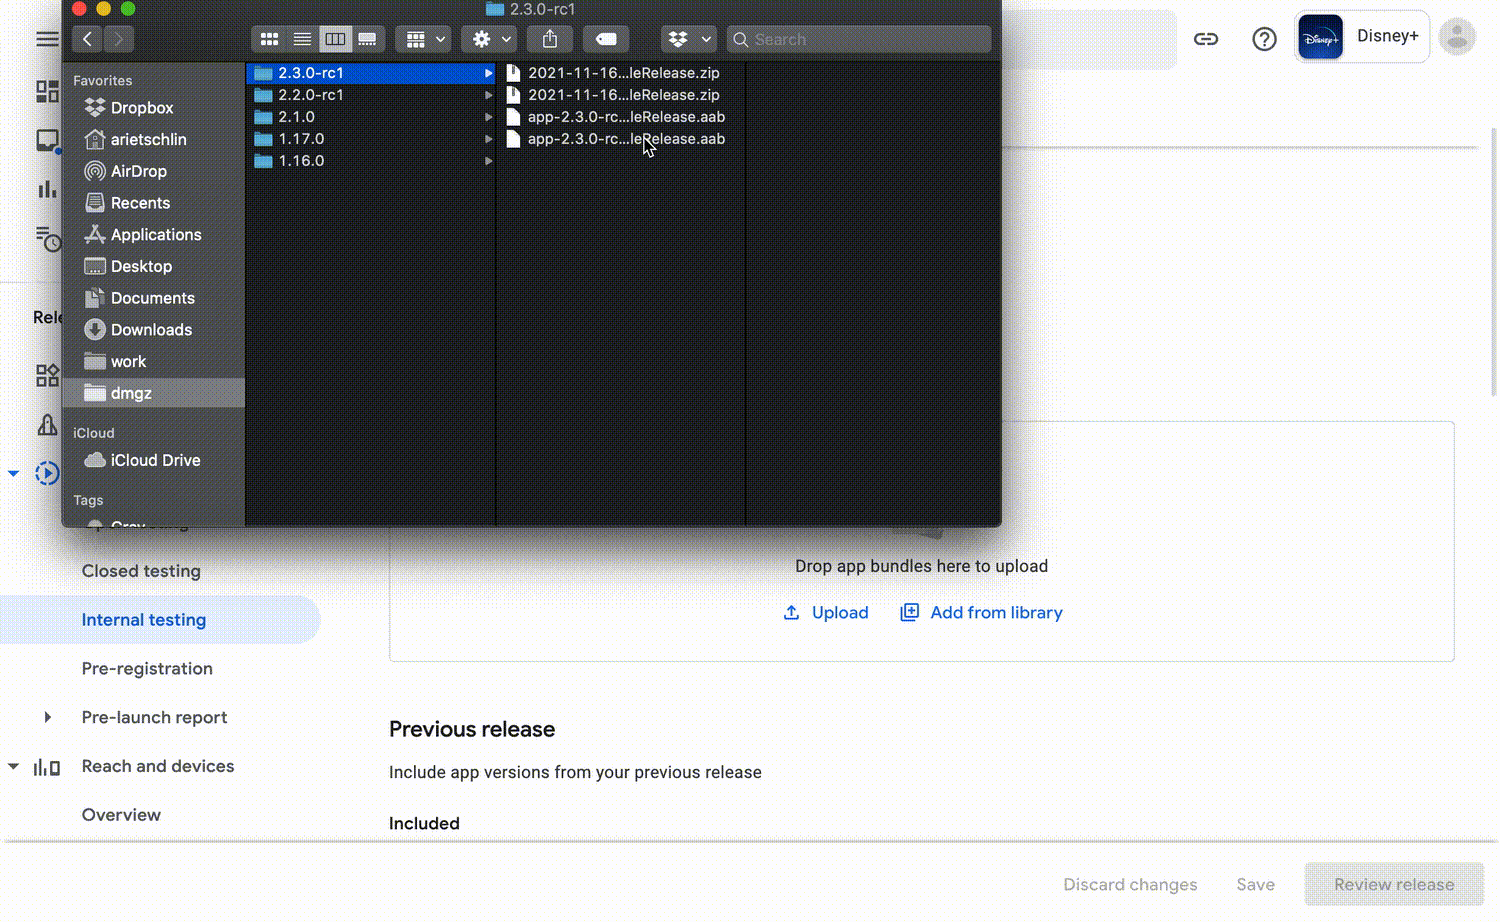 2.3.0-rc1
Search
Disney+
Disney+
Favorites
Dropbox
arietschlin
AirDrop
Recents
Applications
Desktop
Documents
Downloads
work
dmgz
iCloud
iCloud Drive
Tags
Gray
2.3.0-rc1
2.2.0-rc1
2.1.0
1.17.0
1.16.0
2021-11-16...leRelease.zip
2021-11-16...leRelease.zip
app-2.3.0-rc...leRelease.aab
app-2.3.0-rc...leRelease.aab
Rele
Closed testing
Internal testing
Pre-registration
Pre-launch report
Reach and devices
Overview
Drop app bundles here to upload
Upload
Add from library
Previous release
Include app versions from your previous release
Included
Discard changes
Save
Review release